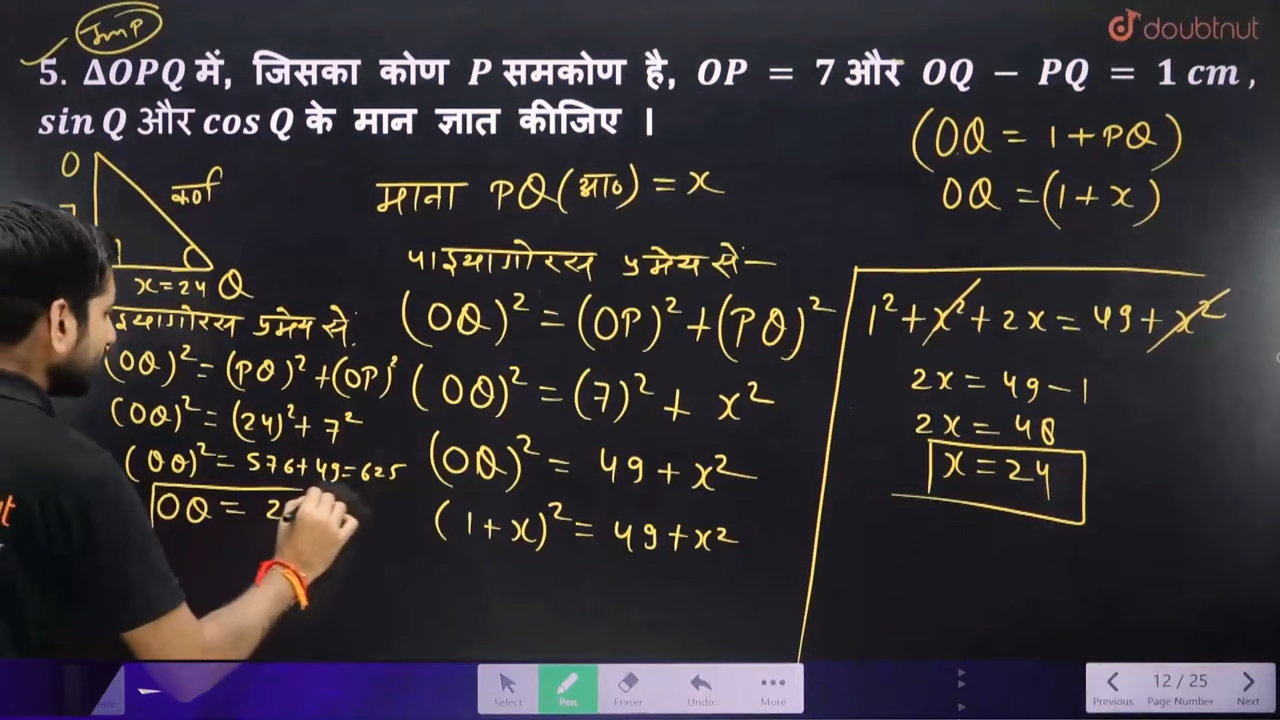 Imp
doubtnut
5. ΔOPQ में, जिसका कोण P समकोण है, OP = 7 और OQ − PQ = 1 cm,
sin Q और cos Q के मान ज्ञात कीजिए ।
O
कर्ण
7
x=24 Q
माना PQ(आ०) = x
(OQ = 1+PQ)
OQ =(1+x)
पाइथागोरस प्रमेय से:−
(OQ)² = (OP)² +(PQ)²
(OQ)² = (7)² + x²
(OQ)² = 49 + x²
(1+x)² = 49+x²
1² + x² + 2x = 49 + x²
2x = 49 − 1
2x = 48
x = 24
इथागोरस प्रमेय से:
(OQ)² = (PQ)² + (OP)²
(OQ)² = (24)² + 7²
(OQ)² = 576+49=625
OQ = 2
Select
Pen
Eraser
Undo
More
12 / 25
Previous Page Number Next